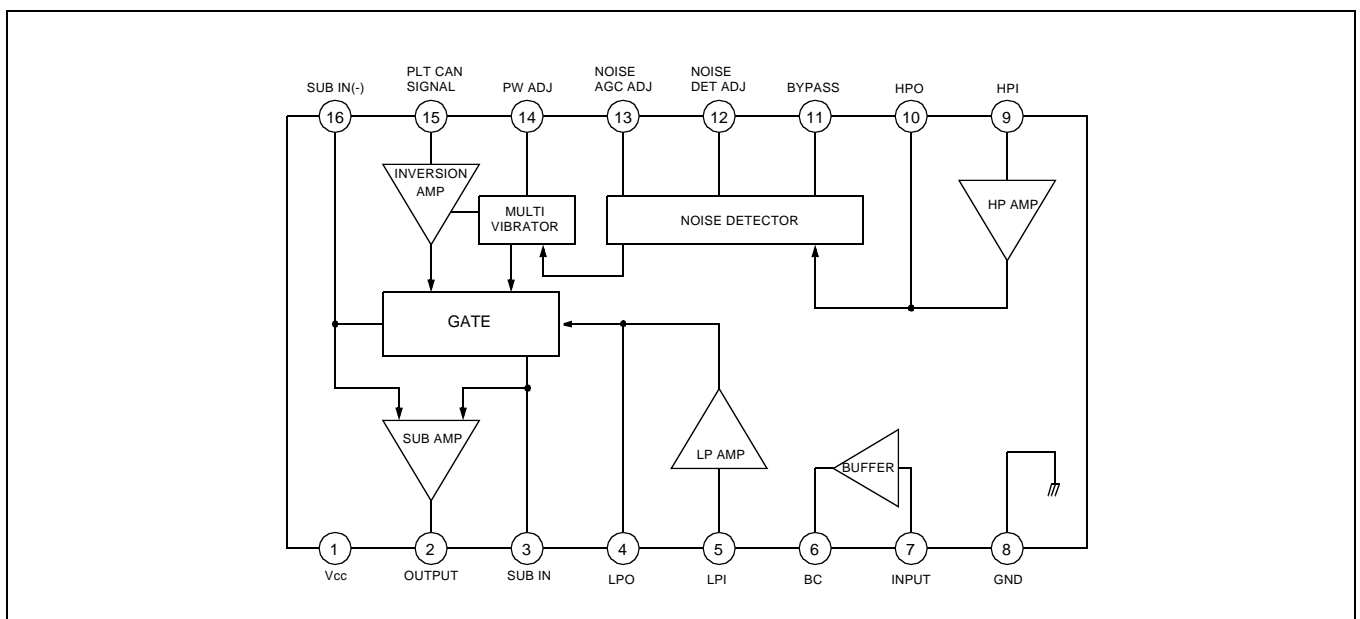 SUB IN(-)
PLT CAN
SIGNAL
PW ADJ
NOISE
AGC ADJ
NOISE
DET ADJ
BYPASS
HPO
HPI
16
15
14
13
12
11
10
9
INVERSION
AMP
MULTI
VIBRATOR
NOISE DETECTOR
HP AMP
GATE
SUB AMP
LP AMP
BUFFER
1
2
3
4
5
6
7
8
Vcc
OUTPUT
SUB IN
LPO
LPI
BC
INPUT
GND